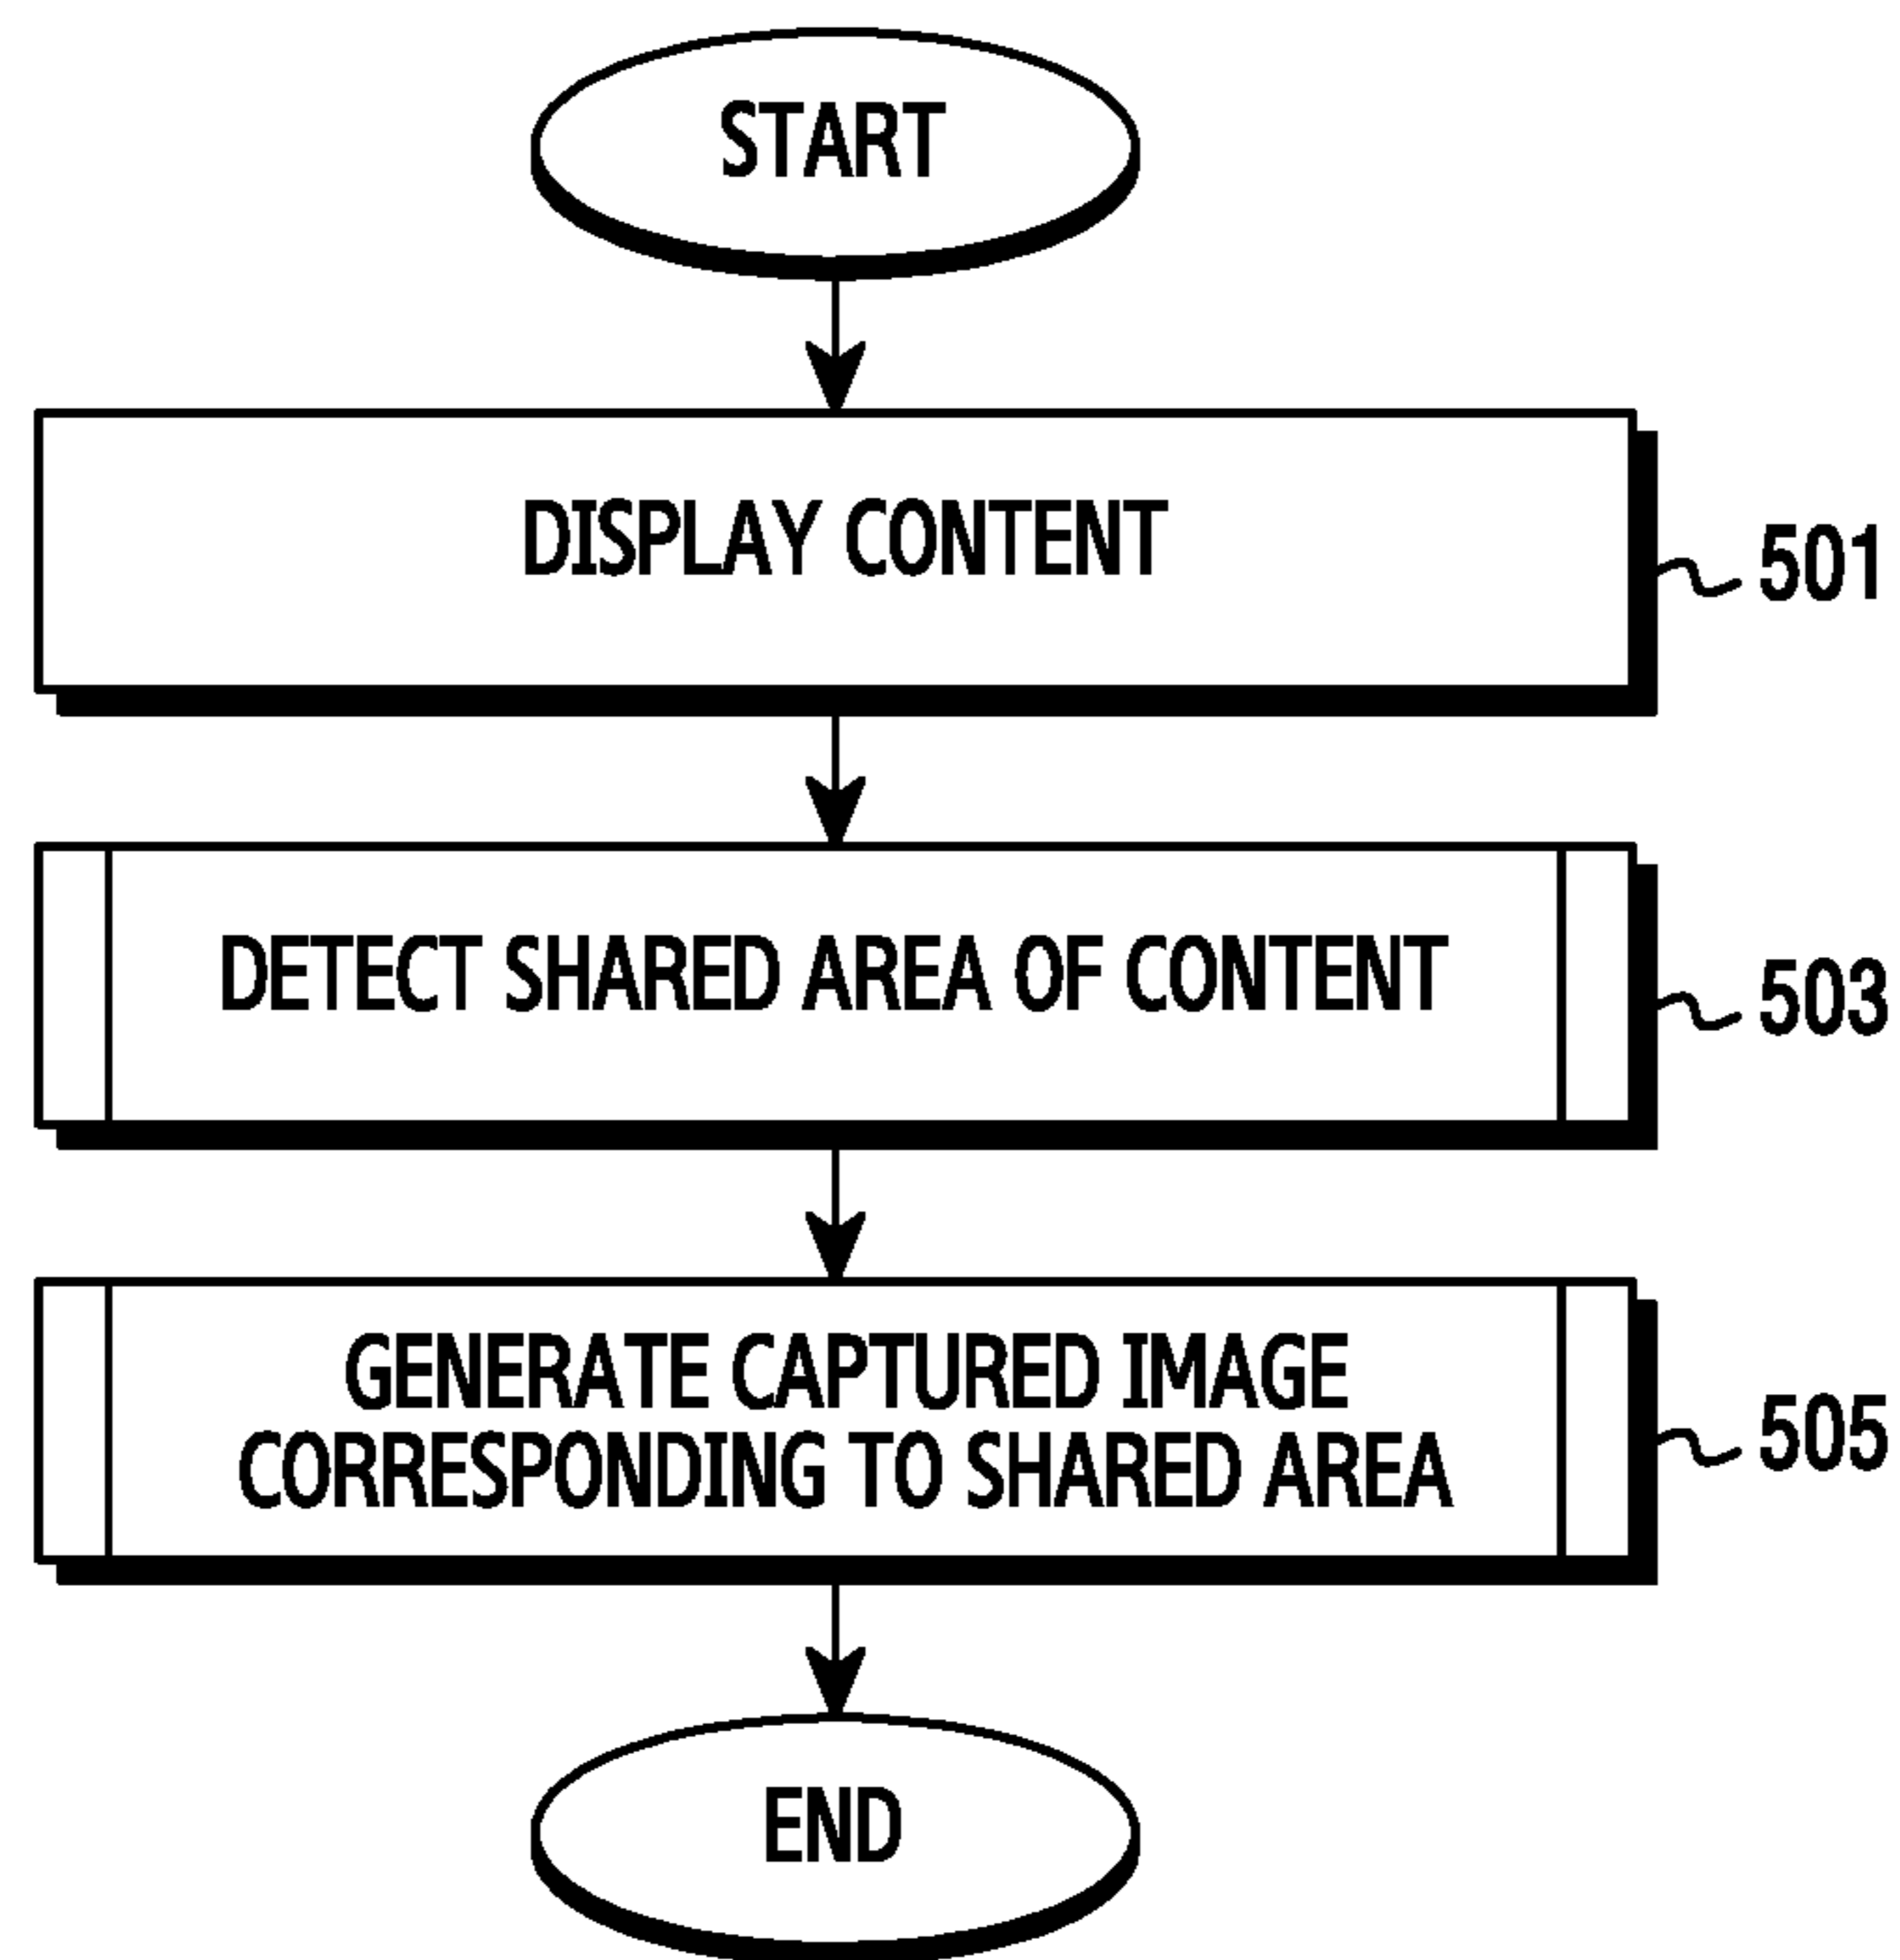 START
DISPLAY CONTENT
501
DETECT SHARED AREA OF CONTENT
503
GENERATE CAPTURED IMAGE
CORRESPONDING TO SHARED AREA
505
END